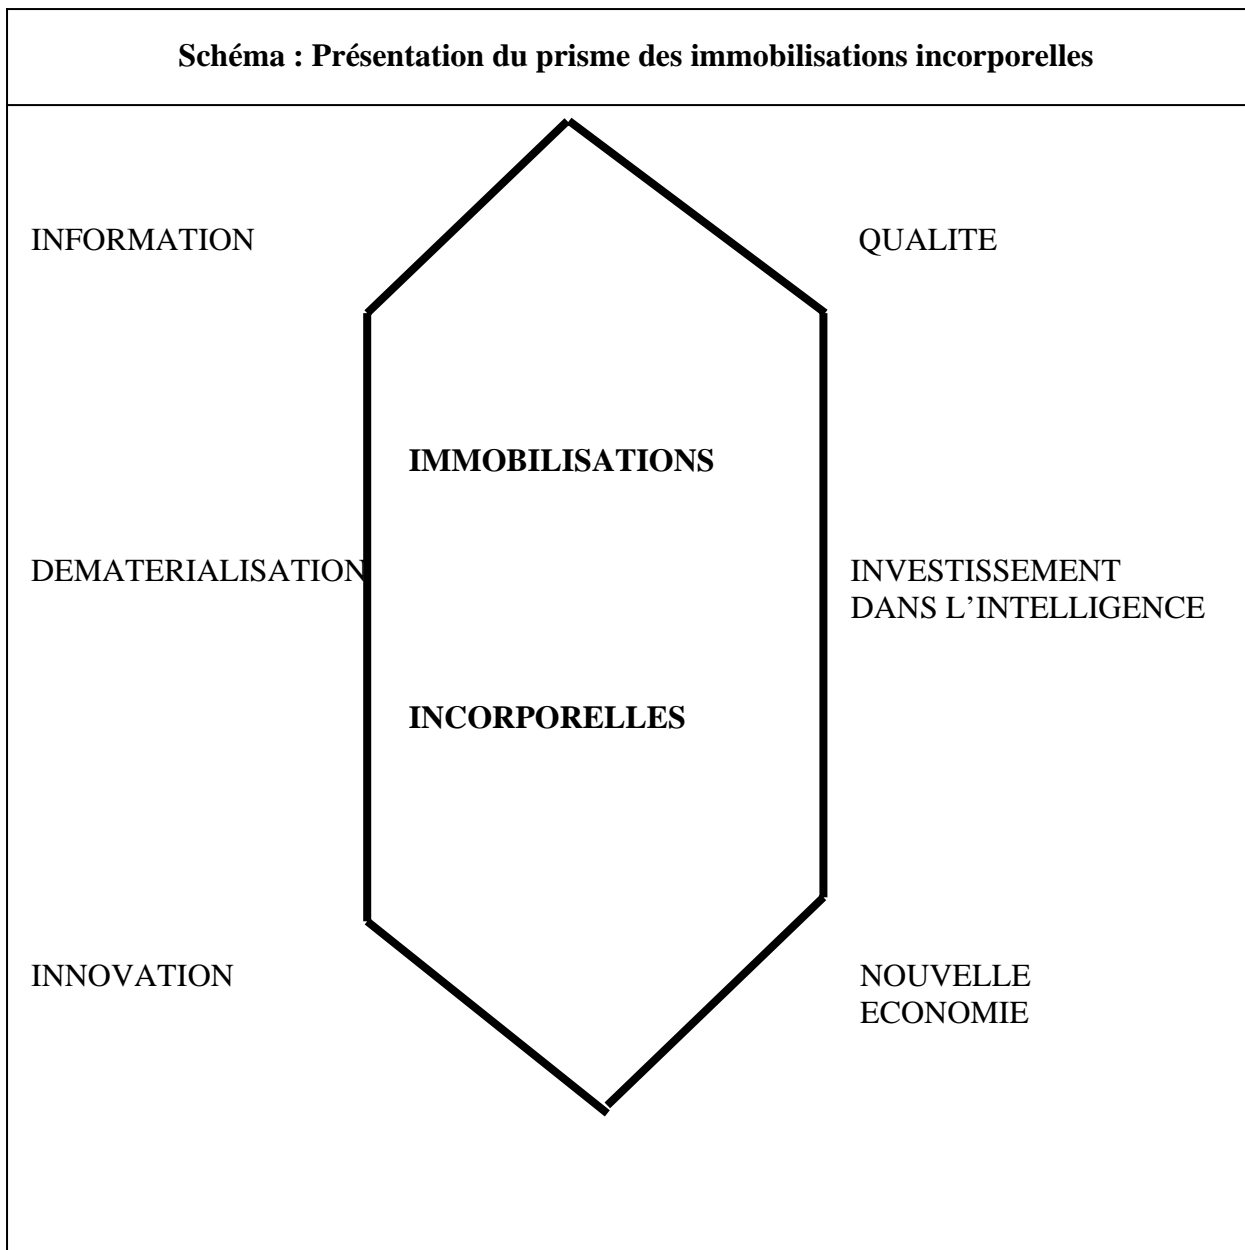 Schéma : Présentation du prisme des immobilisations incorporelles
INFORMATION
QUALITE
IMMOBILISATIONS
DEMATERIALISATION
INVESTISSEMENT
DANS L’INTELLIGENCE
INCORPORELLES
INNOVATION
NOUVELLE
ECONOMIE